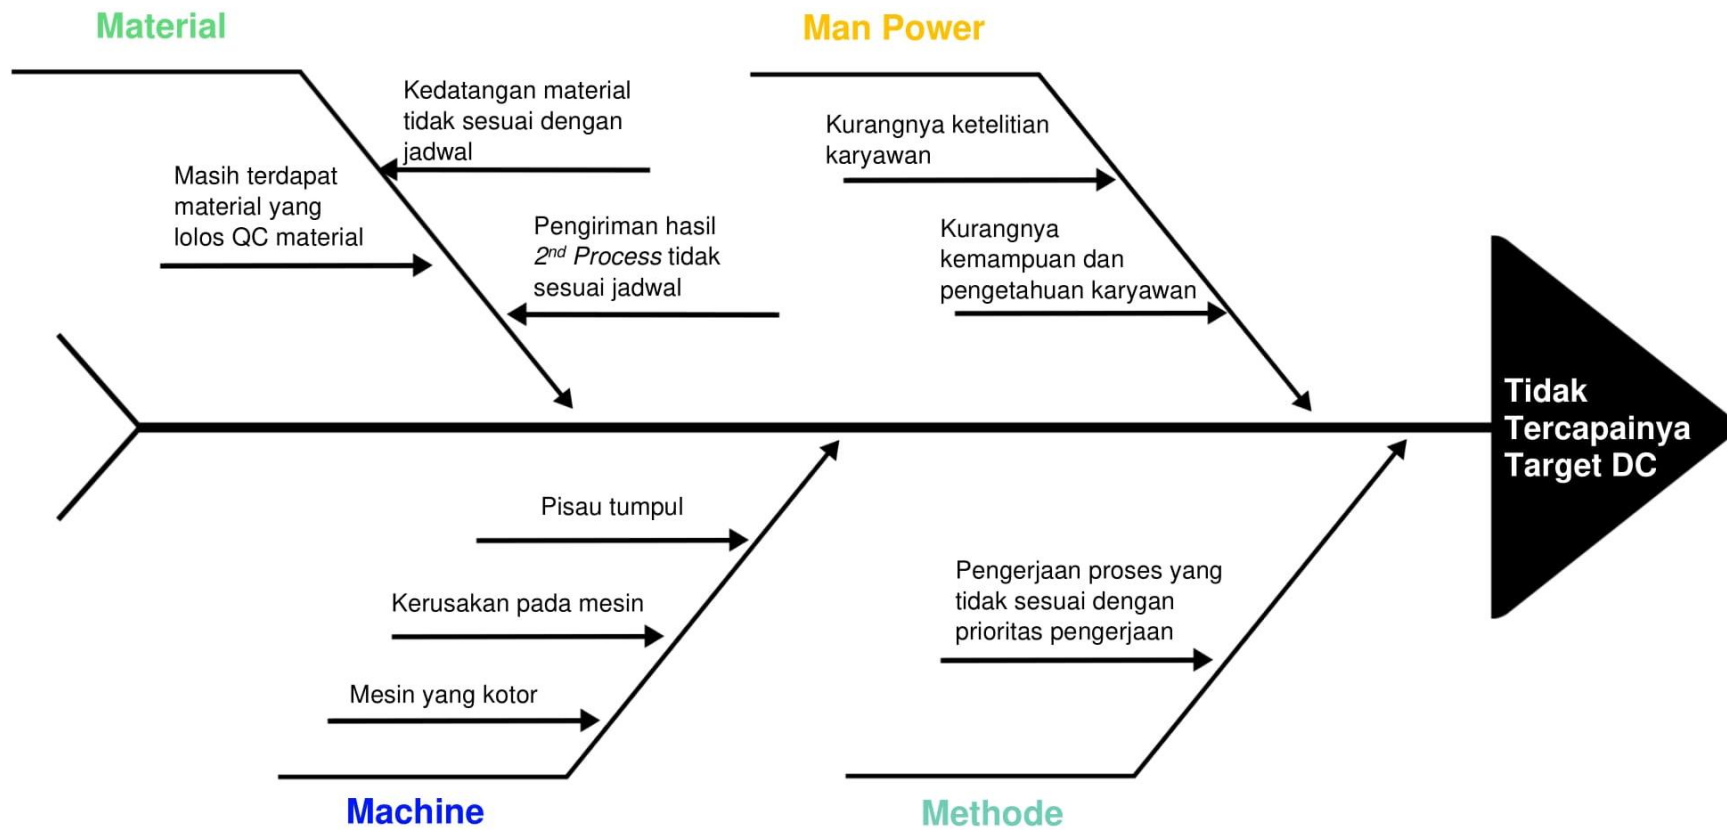 Material
Man Power
Kedatangan material
tidak sesuai dengan
jadwal
Masih terdapat
material yang
lolos QC material
Pengiriman hasil
2nd Process tidak
sesuai jadwal
Kurangnya ketelitian
karyawan
Kurangnya
kemampuan dan
pengetahuan karyawan
Tidak
Tercapainya
Target DC
Pisau tumpul
Kerusakan pada mesin
Mesin yang kotor
Pengerjaan proses yang
tidak sesuai dengan
prioritas pengerjaan
Machine
Methode